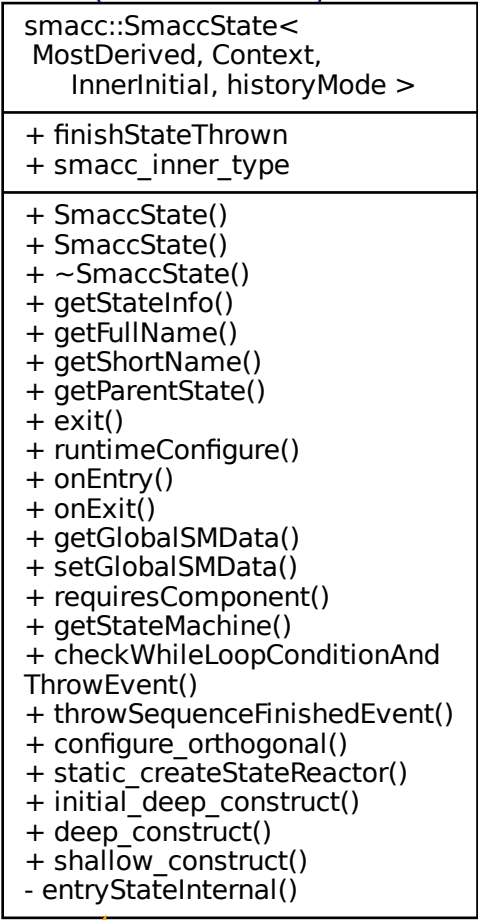 smacc::SmaccState<
MostDerived, Context,
InnerInitial, historyMode >
+ finishStateThrown
+ smacc_inner_type
+ SmaccState()
+ SmaccState()
+ ~SmaccState()
+ getStateInfo()
+ getFullName()
+ getShortName()
+ getParentState()
+ exit()
+ runtimeConfigure()
+ onEntry()
+ onExit()
+ getGlobalSMData()
+ setGlobalSMData()
+ requiresComponent()
+ getStateMachine()
+ checkWhileLoopConditionAnd
ThrowEvent()
+ throwSequenceFinishedEvent()
+ configure_orthogonal()
+ static_createStateReactor()
+ initial_deep_construct()
+ deep_construct()
+ shallow_construct()
- entryStateInternal()